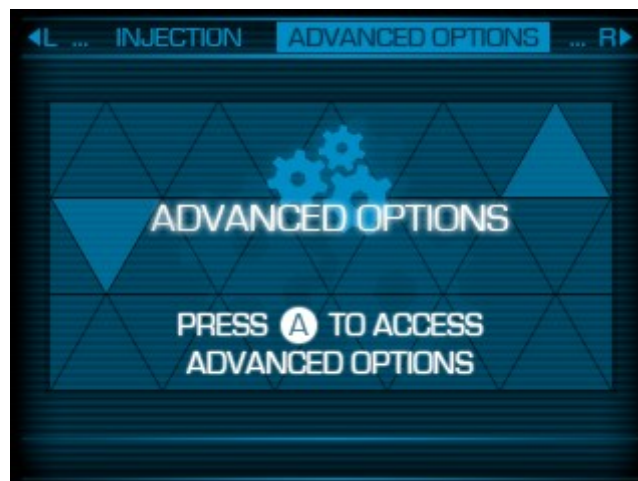 L ... INJECTION ADVANCED OPTIONS ... R
ADVANCED OPTIONS
PRESS A TO ACCESS
ADVANCED OPTIONS